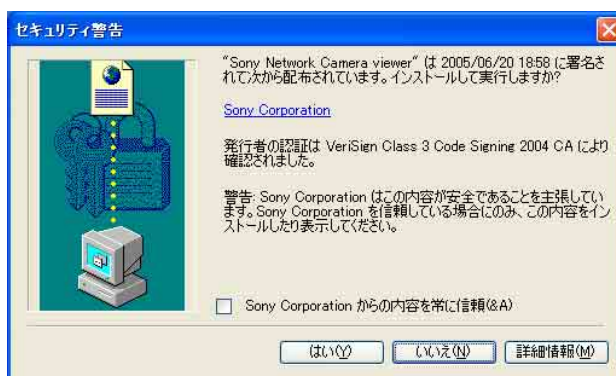 セキュリティ警告
"Sony Network Camera viewer" は 2005/06/20 18:58 に署名さ
れて次から配布されています。インストールして実行しますか?
Sony Corporation
発行者の認証は VeriSign Class 3 Code Signing 2004 CA により
確認されました。
警告: Sony Corporation はこの内容が安全であることを主張してい
ます。Sony Corporation を信頼している場合にのみ、この内容をイン
ストールしたり表示してください。
Sony Corporation からの内容を常に信頼(&A)
はい(Y)
いいえ(N)
詳細情報(M)